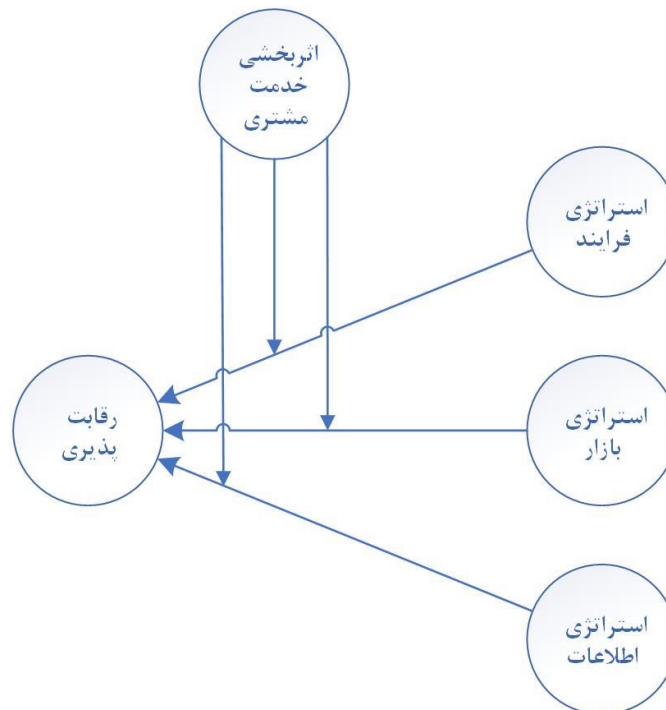 اثربخشی
خدمت
مشتری
استراتژی
فرایند
استراتژی
بازار
رقابت
پذیری
استراتژی
اطلاعات